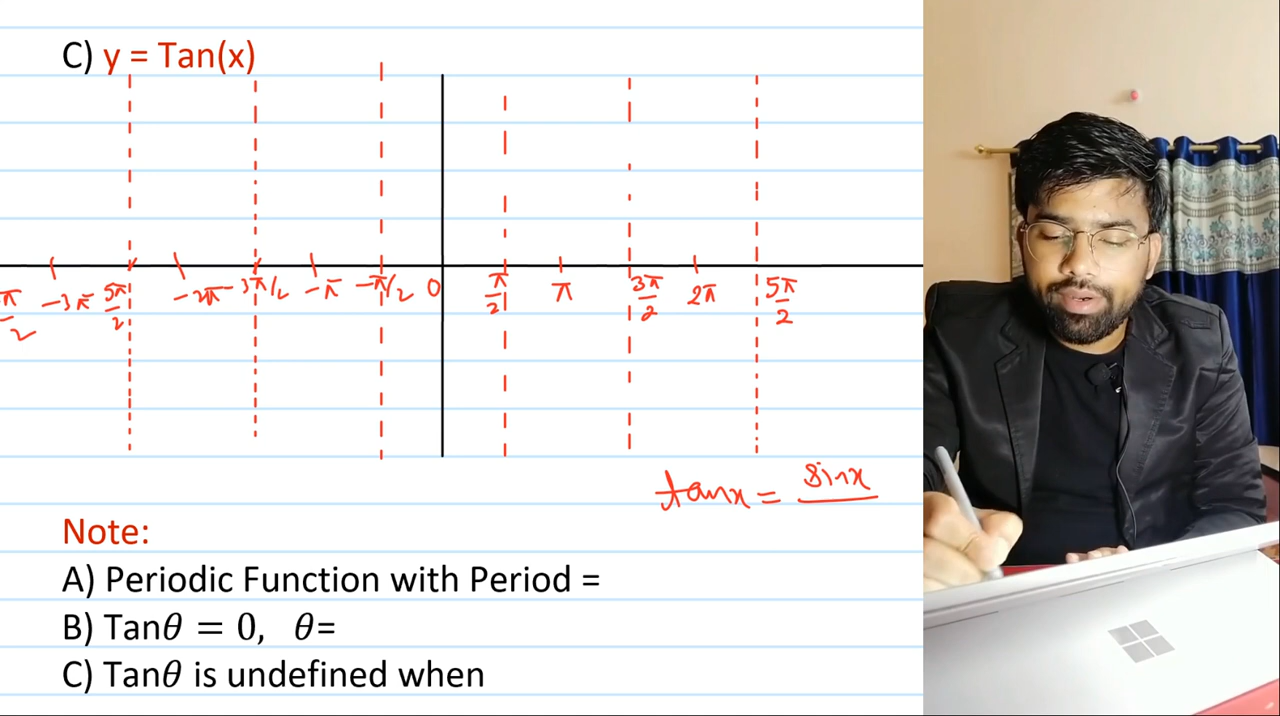 C) y = Tan(x)
π/2 -3π 5π/2 -2π -3π/2 -π -π/2 0 π/2 π 3π/2 2π 5π/2
tanx = sinx
Note:
A) Periodic Function with Period =
B) Tanθ = 0, θ=
C) Tanθ is undefined when